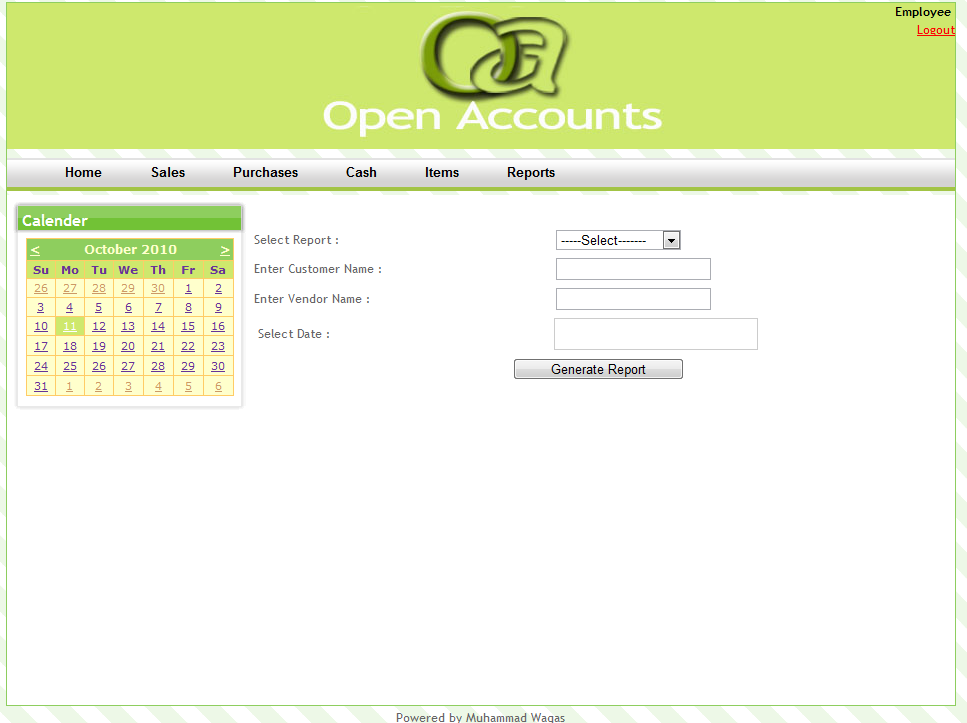 Employee
Logout
Oa
Open Accounts
Home Sales Purchases Cash Items Reports
Calender
< October 2010 >
Su Mo Tu We Th Fr Sa
26 27 28 29 30 1 2
3 4 5 6 7 8 9
10 11 12 13 14 15 16
17 18 19 20 21 22 23
24 25 26 27 28 29 30
31 1 2 3 4 5 6
Select Report : -----Select-------
Enter Customer Name :
Enter Vendor Name :
Select Date :
Generate Report
Powered by Muhammad Waqas